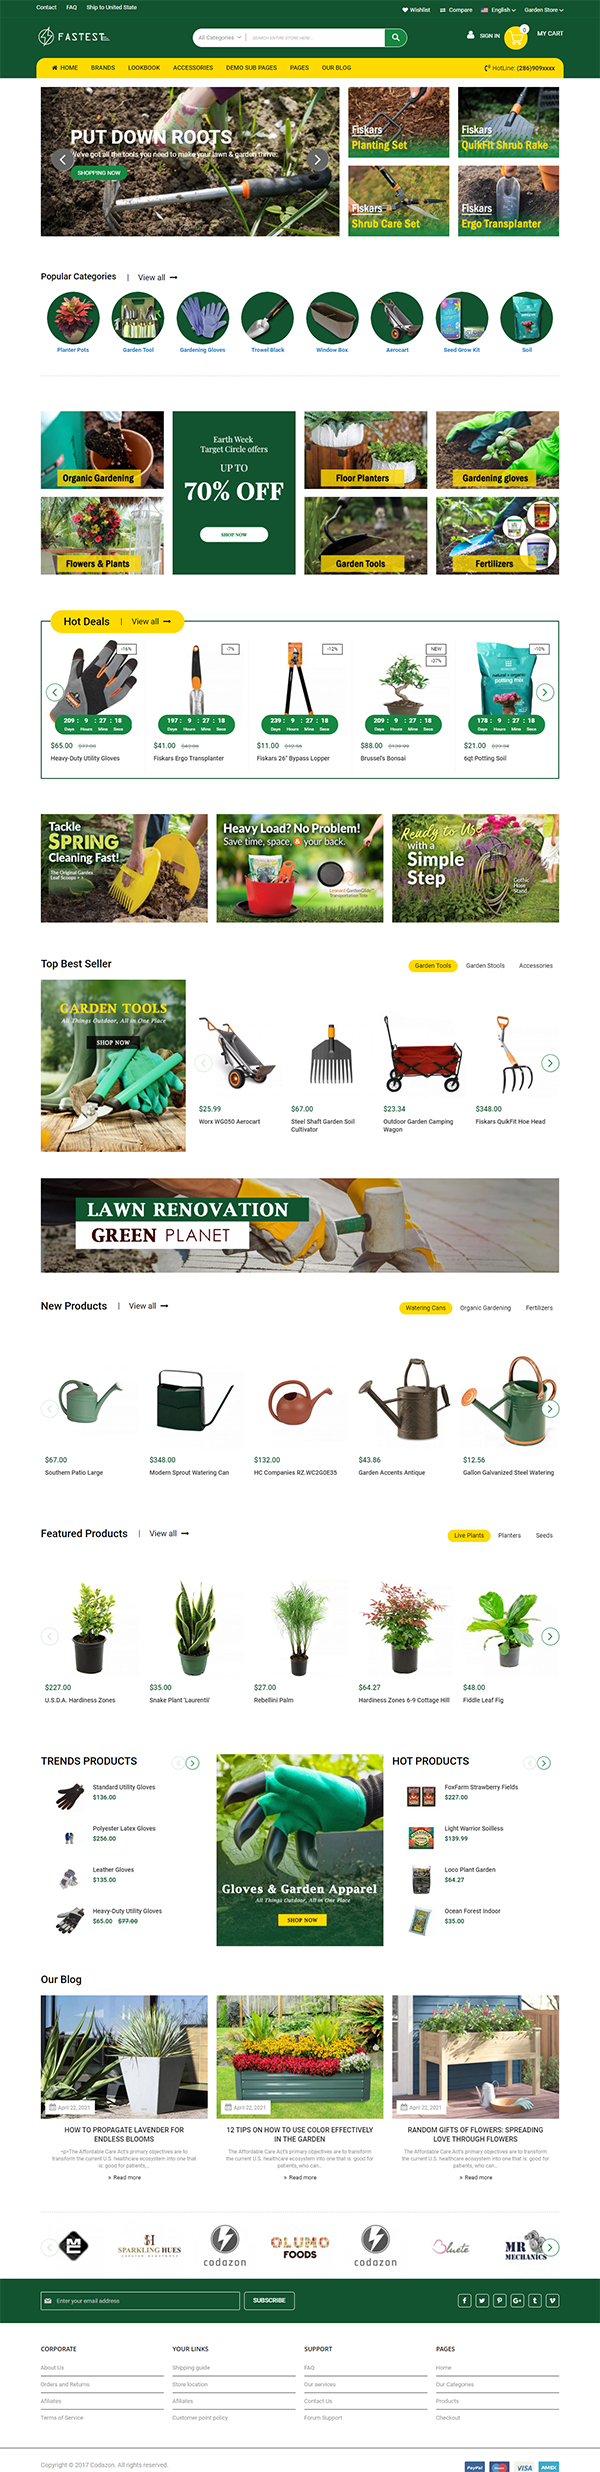 Contact FAQ Ship to United State
Wishlist Compare English Garden Store
FASTEST
All Categories SEARCH ENTIRE STORE HERE...
SIGN IN 0 MY CART
HOME BRANDS LOOKBOOK ACCESSORIES DEMO SUB PAGES PAGES OUR BLOG
HotLine: (286)909xxxx
PUT DOWN ROOTS
We've got all the tools you need to make your lawn & garden thrive
SHOPPING NOW
Fiskars
Planting Set
Fiskars
QuikFit Shrub Rake
Fiskars
Shrub Care Set
Fiskars
Ergo Transplanter
Popular Categories | View all
Planter Pots Garden Tool Gardening Gloves Trowel Black Window Box Aerocart Seed Grow Kit Soil
Organic Gardening
Flowers & Plants
Earth Week
Target Circle offers
UP TO
70% OFF
SHOP NOW
Floor Planters
Garden Tools
Gardening gloves
Fertilizers
Hot Deals | View all
-16% -7% -12% NEW -37% -10%
natural + organic
potting mix
209 : 9 : 27 : 18
Days Hours Mins Secs
197 : 9 : 27 : 18
Days Hours Mins Secs
239 : 9 : 27 : 18
Days Hours Mins Secs
209 : 9 : 27 : 18
Days Hours Mins Secs
178 : 9 : 27 : 18
Days Hours Mins Secs
$65.00 $77.00
Heavy-Duty Utility Gloves
$41.00 $43.86
Fiskars Ergo Transplanter
$11.00 $12.56
Fiskars 26" Bypass Lopper
$88.00 $139.99
Brussel's Bonsai
$21.00 $23.34
6qt Potting Soil
Tackle
SPRING
Cleaning Fast!
The Original Garden
Leaf Scoops > >
Heavy Load? No Problem!
Save time, space, & your back.
Leonard GardenGlide™
Transportation Tote
Ready to Use
with a
Simple
Step
Gothic
Hose
Stand
Top Best Seller
Garden Tools Garden Stools Accessories
GARDEN TOOLS
All Things Outdoor, All in One Place
SHOP NOW
$25.99
Worx WG050 Aerocart
$67.00
Steel Shaft Garden Soil
Cultivator
$23.34
Outdoor Garden Camping
Wagon
$348.00
Fiskars QuikFit Hoe Head
LAWN RENOVATION
GREEN PLANET
New Products | View all
Watering Cans Organic Gardening Fertilizers
$67.00
Southern Patio Large
$348.00
Modern Sprout Watering Can
$132.00
HC Companies RZ.WC2G0E35
$43.86
Garden Accents Antique
$12.56
Gallon Galvanized Steel Watering
Featured Products | View all
Live Plants Planters Seeds
$227.00
U.S.D.A. Hardiness Zones
$35.00
Snake Plant 'Laurentii'
$27.00
Rebellini Palm
$64.27
Hardiness Zones 6-9 Cottage Hill
$48.00
Fiddle Leaf Fig
TRENDS PRODUCTS
Standard Utility Gloves
$136.00
Polyester Latex Gloves
$256.00
Leather Gloves
$135.00
Heavy-Duty Utility Gloves
$65.00 $77.00
Gloves & Garden Apparel
All Things Outdoor, All in One Place
SHOP NOW
HOT PRODUCTS
FoxFarm Strawberry Fields
$227.00
Light Warrior Soilless
$139.99
Loco Plant Garden
$64.27
Ocean Forest Indoor
$35.00
Our Blog
April 22, 2021
HOW TO PROPAGATE LAVENDER FOR
ENDLESS BLOOMS
<p>The Affordable Care Act's primary objectives are to
transform the current U.S. healthcare ecosystem into one that
is: good for patients,...
» Read more
April 22, 2021
12 TIPS ON HOW TO USE COLOR EFFECTIVELY
IN THE GARDEN
The Affordable Care Act's primary objectives are to transform
the current U.S. healthcare ecosystem into one that is: good for
patients, who can...
» Read more
April 22, 2021
RANDOM GIFTS OF FLOWERS: SPREADING
LOVE THROUGH FLOWERS
The Affordable Care Act's primary objectives are to transform
the current U.S. healthcare ecosystem into one that is: good for
patients, who can...
» Read more
SPARKLING HUES
codazon
OLUMO
FOODS
codazon
Bluete
MR
MECHANICS
Enter your email address SUBSCRIBE
CORPORATE
About Us
Orders and Returns
Afiliates
Terms of Service
YOUR LINKS
Shipping guide
Store location
Afiliates
Customer point policy
SUPPORT
FAQ
Our services
Contact Us
Forum Support
PAGES
Home
Our Categories
Products
Checkout
Copyright © 2017 Codazon. All rights reserved.
PayPal VISA AMEX